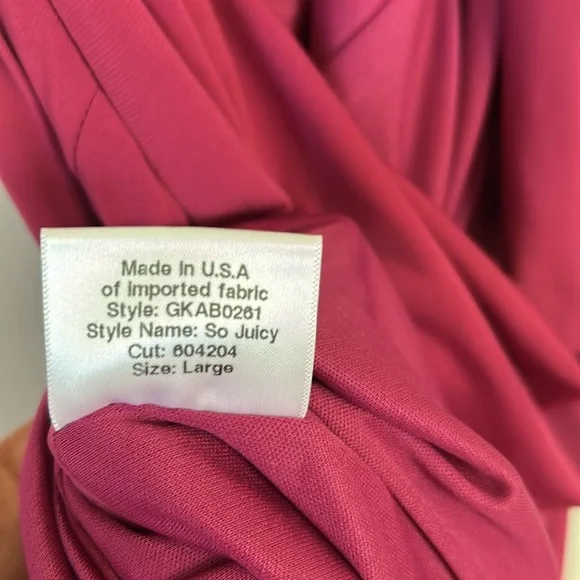 Made in U.S.A
of imported fabric
Style: GKAB0261
Style Name: So Juicy
Cut: 604204
Size: Large